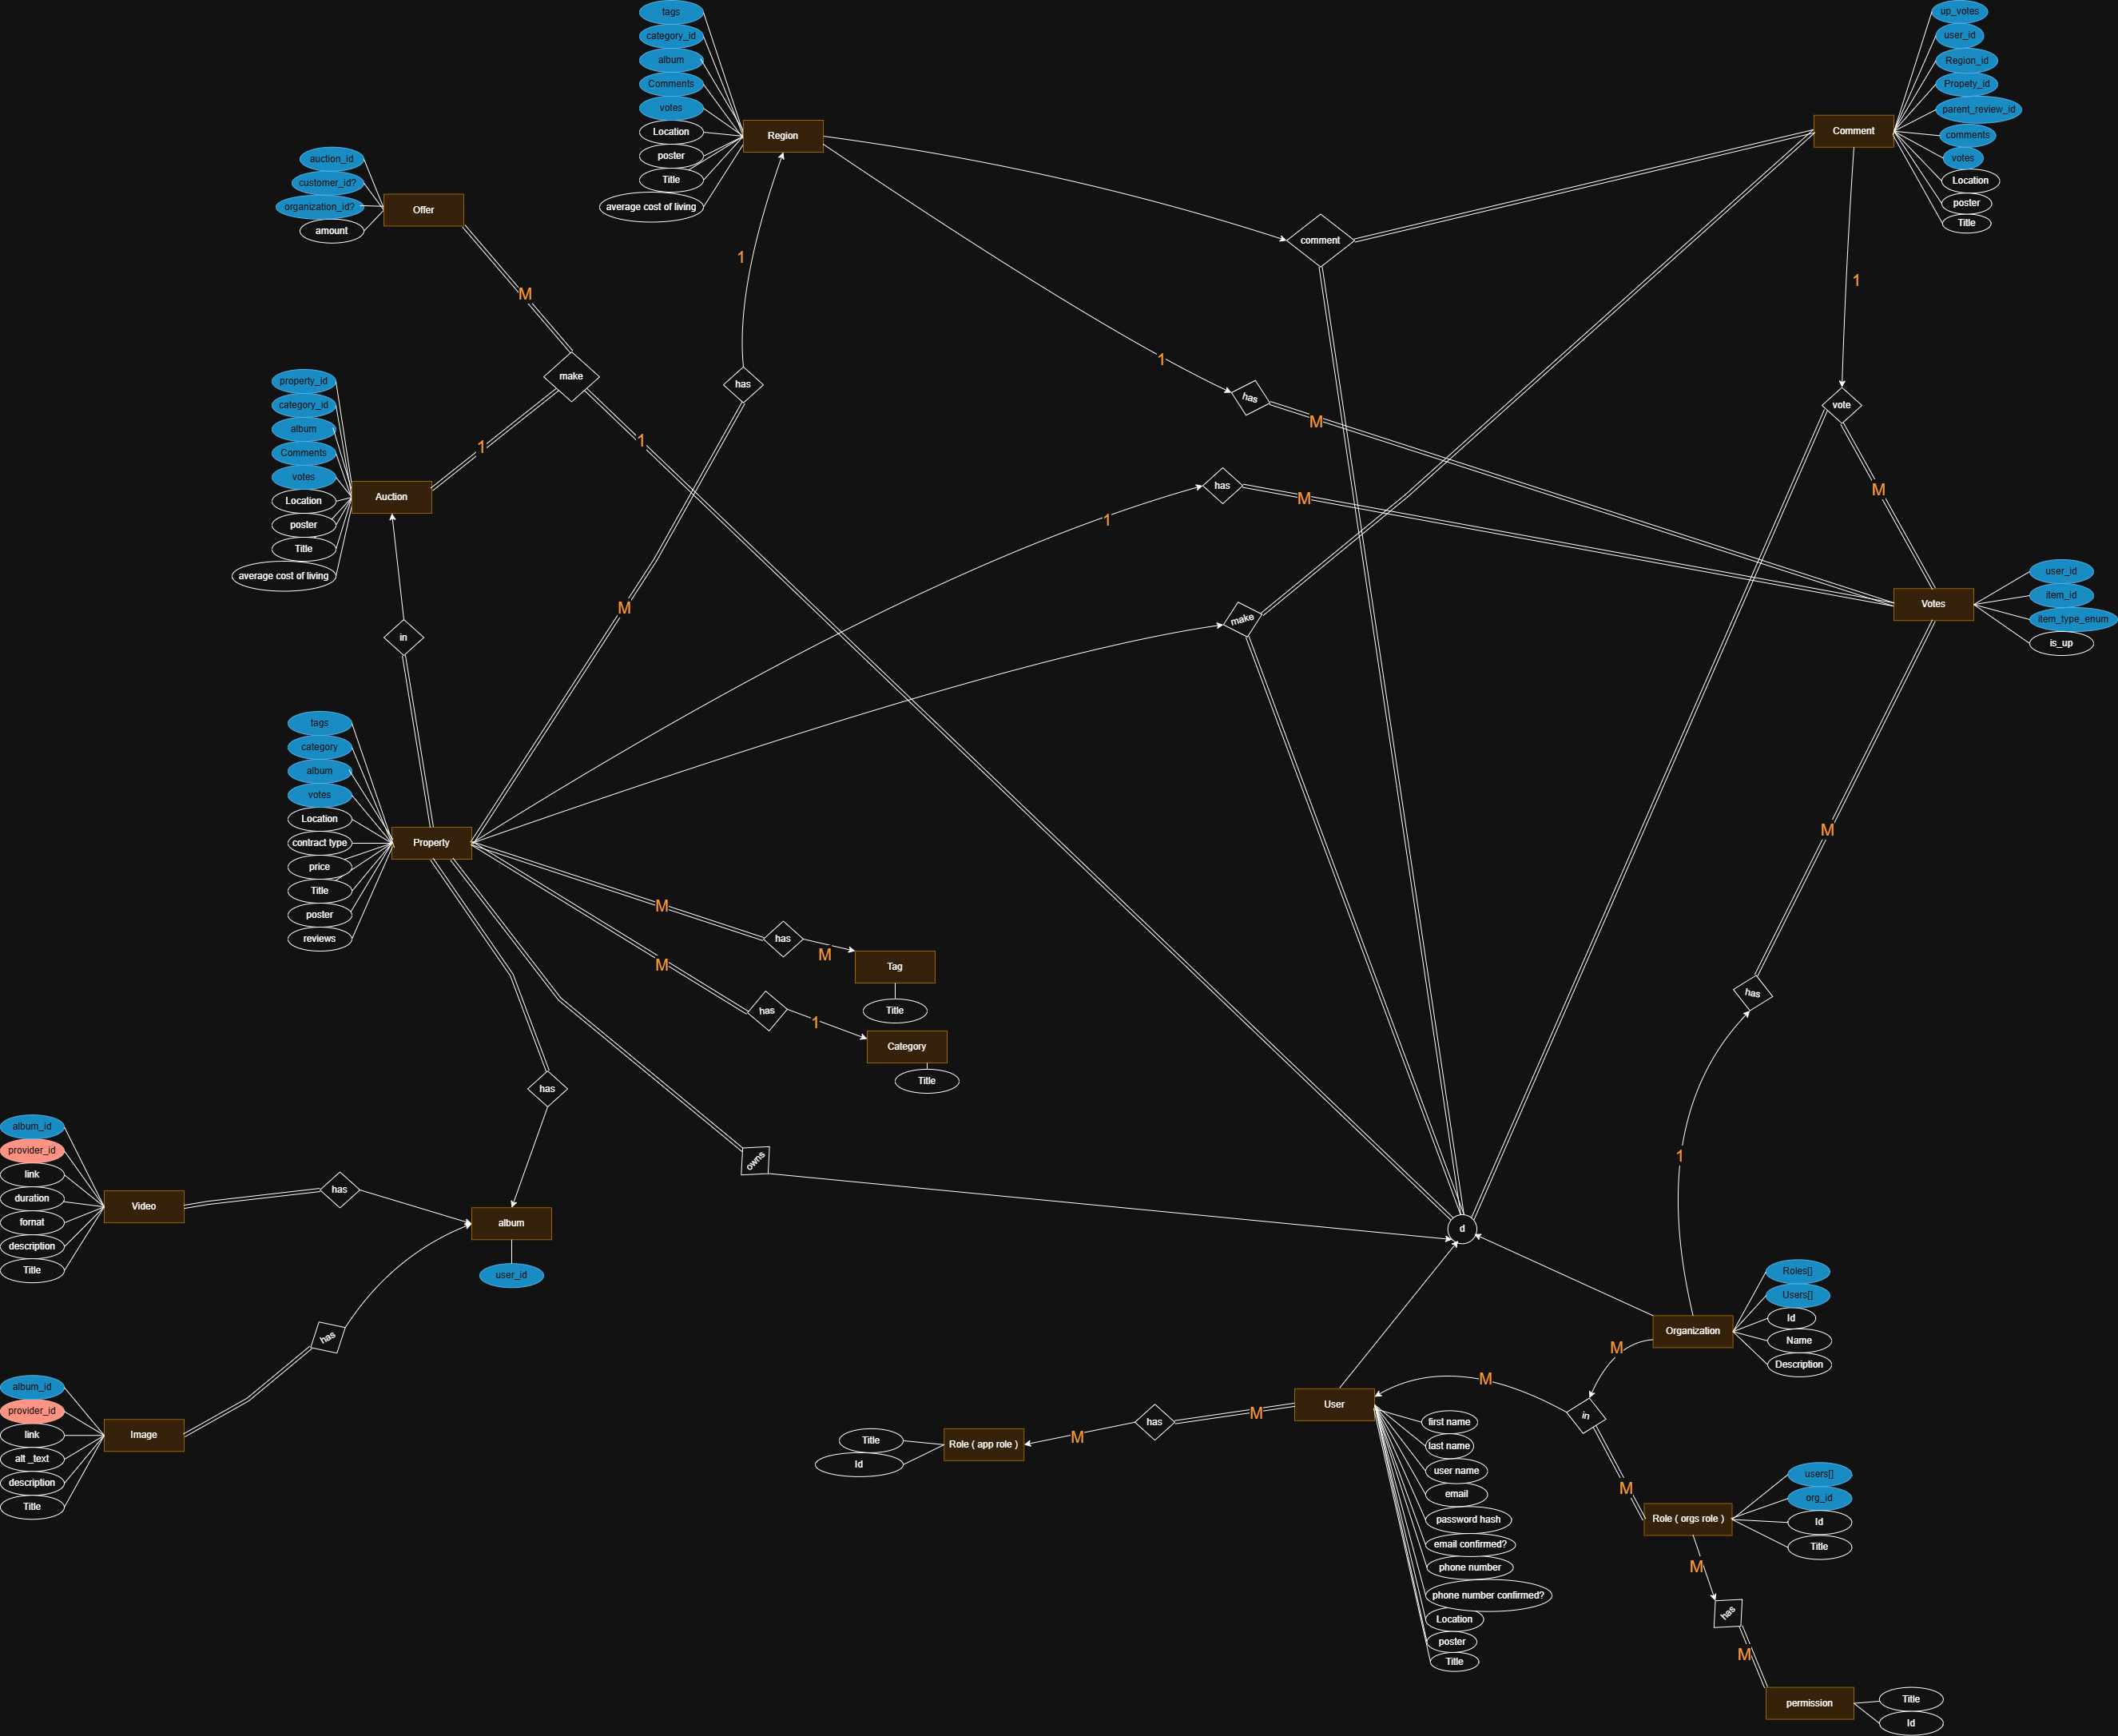 tags
category_id
album
Comments
votes
Location
poster
Title
average cost of living
Region
up_votes
user_id
Region_id
Propety_id
parent_review_id
comments
votes
Location
poster
Title
Comment
auction_id
customer_id?
organization_id?
amount
Offer
comment
1
1
M
make
has
1
has
M
vote
property_id
category_id
album
Comments
votes
Location
poster
Title
average cost of living
Auction
1
1
has
M
1
M
user_id
item_id
item_type_enum
is_up
Votes
M
make
in
tags
category
album
votes
Location
contract type
price
Title
poster
reviews
Property
M
M
has
M
Tag
Title
M
has
1
Category
Title
has
has
owns
1
album_id
provider_id
link
duration
fornat
description
Title
Video
has
album
user_id
d
has
album_id
provider_id
link
alt _text
description
Title
Image
Roles[]
Users[]
Id
Name
Description
Organization
M
M
in
User
M
has
M
Role ( app role )
Title
Id
first name
last name
user name
email
password hash
email confirmed?
phone number
phone number confirmed?
Location
poster
Title
M
users[]
org_id
Id
Title
Role ( orgs role )
M
has
M
permission
Title
Id